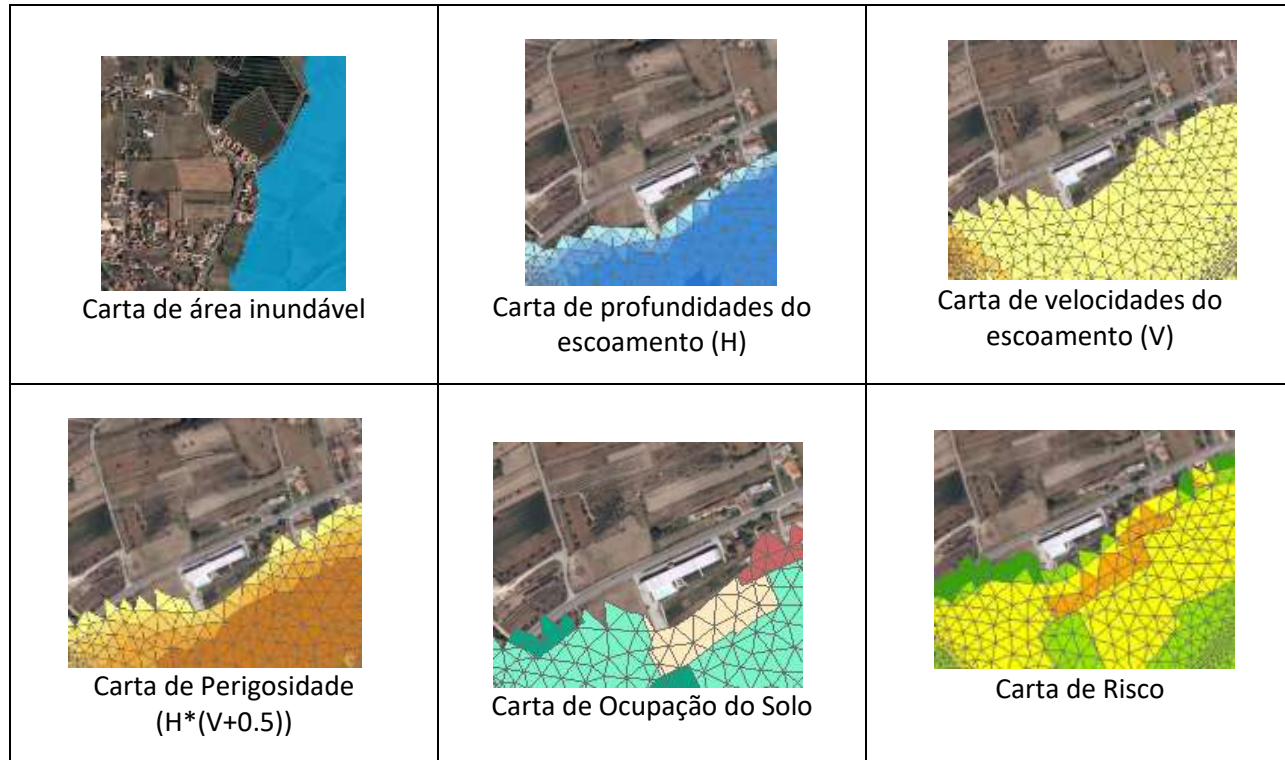 Carta de área inundável
Carta de profundidades do
escoamento (H)
Carta de velocidades do
escoamento (V)
Carta de Perigosidade
(H*(V+0.5))
Carta de Ocupação do Solo
Carta de Risco